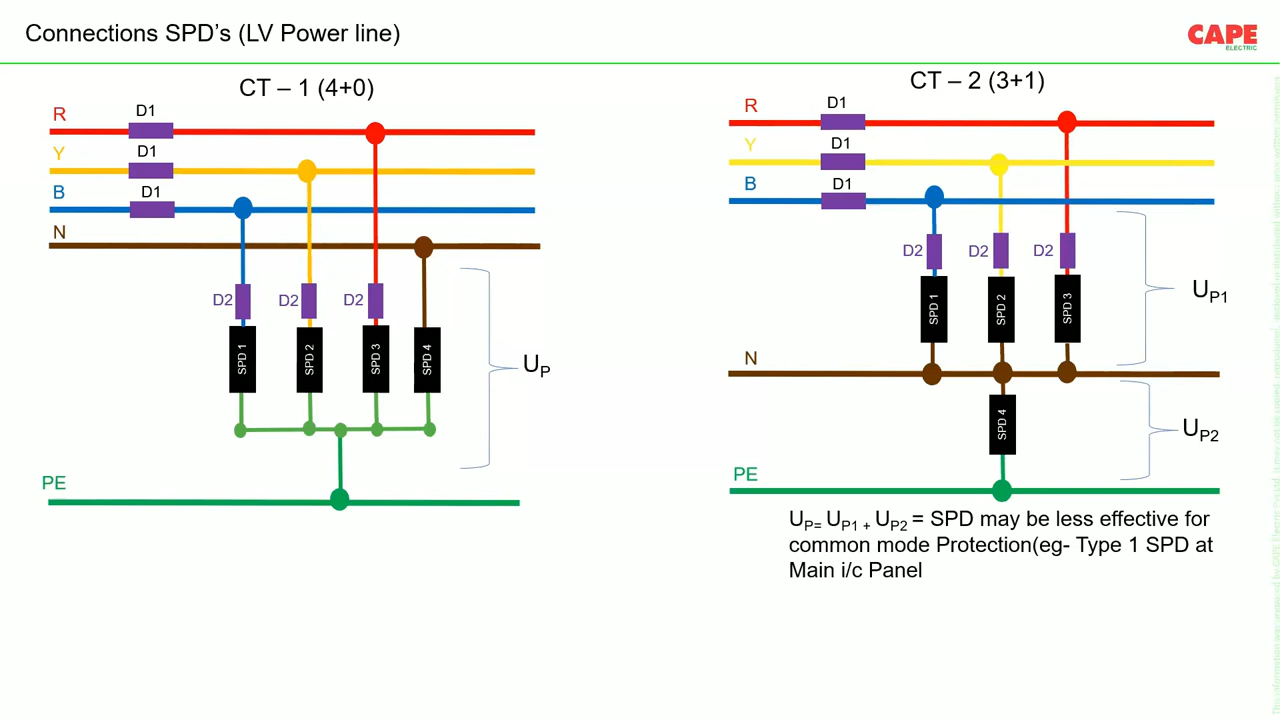 Connections SPD's (LV Power line)
CAPE
ELECTRIC
CT – 1 (4+0)
R
D1
Y
D1
B
D1
N
D2
D2
D2
SPD 1
SPD 2
SPD 3
SPD 4
UP
PE
CT – 2 (3+1)
R
D1
Y
D1
B
D1
D2
D2
D2
SPD 1
SPD 2
SPD 3
UP1
N
SPD 4
UP2
PE
UP= UP1 + UP2 = SPD may be less effective for
common mode Protection(eg- Type 1 SPD at
Main i/c Panel